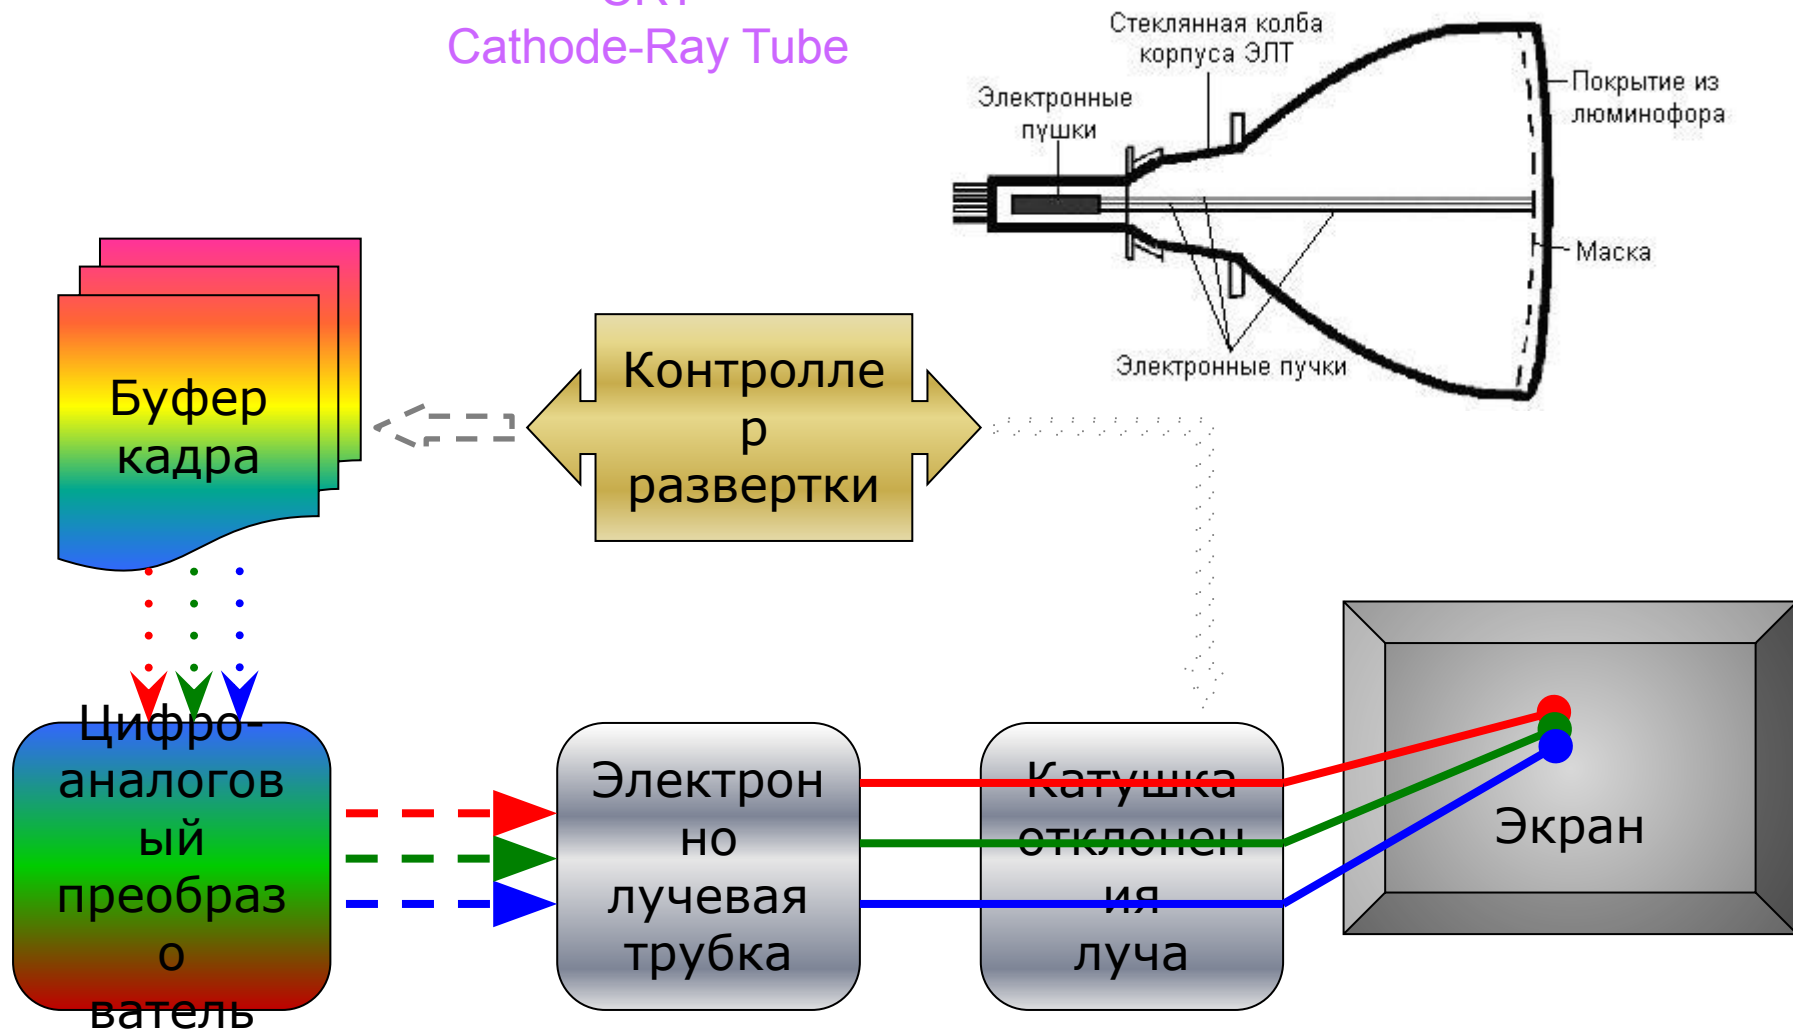 CRT
Cathode-Ray Tube
Стеклянная колба
корпуса ЭЛТ
Электронные
пушки
Покрытие из
люминофора
Маска
Электронные пучки
Буфер
кадра
Контролле
р
развертки
Цифро-
аналогов
ый
преобраз
о
ватель
Электрон
но
лучевая
трубка
Катушка
отклонен
ия
луча
Экран